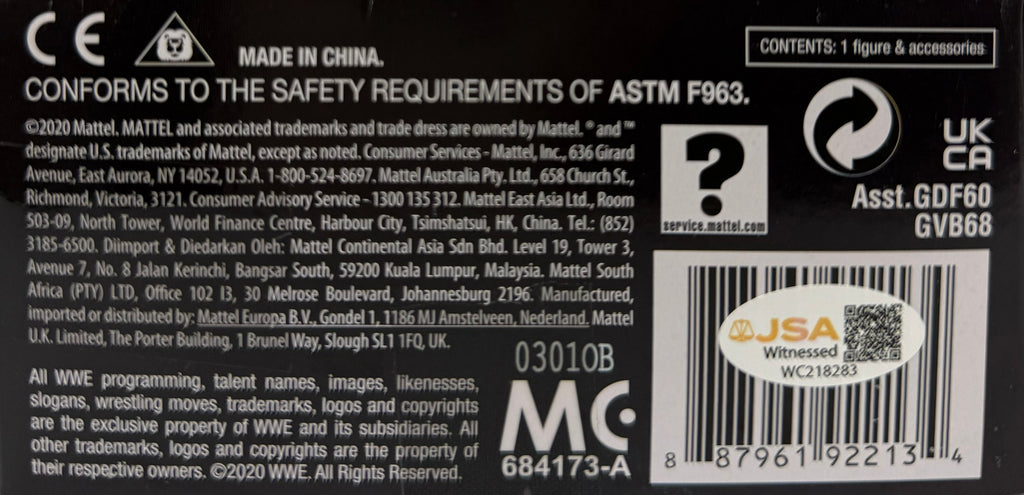 CE
MADE IN CHINA.
CONTENTS: 1 figure & accessories
CONFORMS TO THE SAFETY REQUIREMENTS OF ASTM F963.
©2020 Mattel. MATTEL and associated trademarks and trade dress are owned by Mattel. ® and ™
designate U.S. trademarks of Mattel, except as noted. Consumer Services - Mattel, Inc., 636 Girard
Avenue, East Aurora, NY 14052, U.S.A. 1-800-524-8697. Mattel Australia Pty. Ltd., 658 Church St.,
Richmond, Victoria, 3121. Consumer Advisory Service - 1300 135 312. Mattel East Asia Ltd., Room
503-09, North Tower, World Finance Centre, Harbour City, Tsimshatsui, HK, China. Tel.: (852)
3185-6500. Diimport & Diedarkan Oleh: Mattel Continental Asia Sdn Bhd. Level 19, Tower 3,
Avenue 7, No. 8 Jalan Kerinchi, Bangsar South, 59200 Kuala Lumpur, Malaysia. Mattel South
Africa (PTY) LTD, Office 102 I3, 30 Melrose Boulevard, Johannesburg 2196. Manufactured,
imported or distributed by: Mattel Europa B.V., Gondel 1, 1186 MJ Amstelveen, Nederland. Mattel
U.K. Limited, The Porter Building, 1 Brunel Way, Slough SL1 1FQ, UK.
All WWE programming, talent names, images, likenesses,
slogans, wrestling moves, trademarks, logos and copyrights
are the exclusive property of WWE and its subsidiaries. All
other trademarks, logos and copyrights are the property of
their respective owners. ©2020 WWE. All Rights Reserved.
03010B
MC
684173-A
?
service.mattel.com
UK
CA
Asst.GDF60
GVB68
JSA
Witnessed
WC218283
8 87961 92213 4